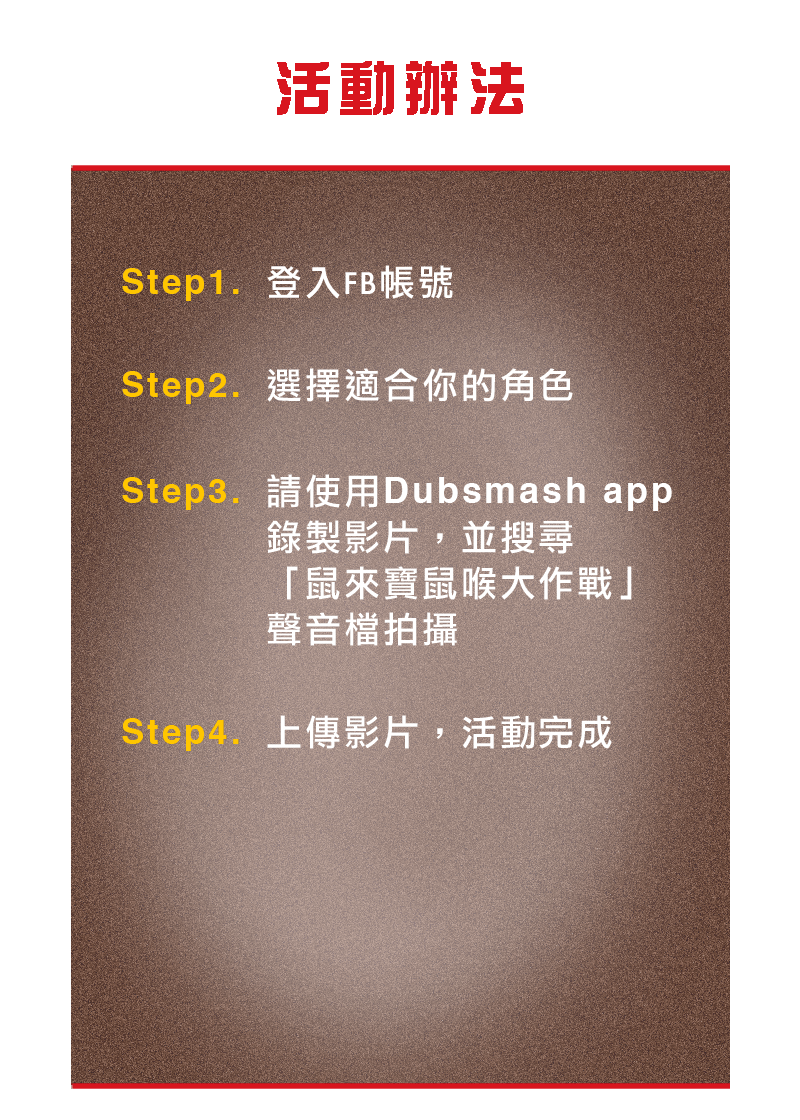 活動辦法
Step1. 登入FB帳號
Step2. 選擇適合你的角色
Step3. 請使用Dubsmash app
錄製影片，並搜尋
「鼠來寶鼠喉大作戰」
聲音檔拍攝
Step4. 上傳影片，活動完成